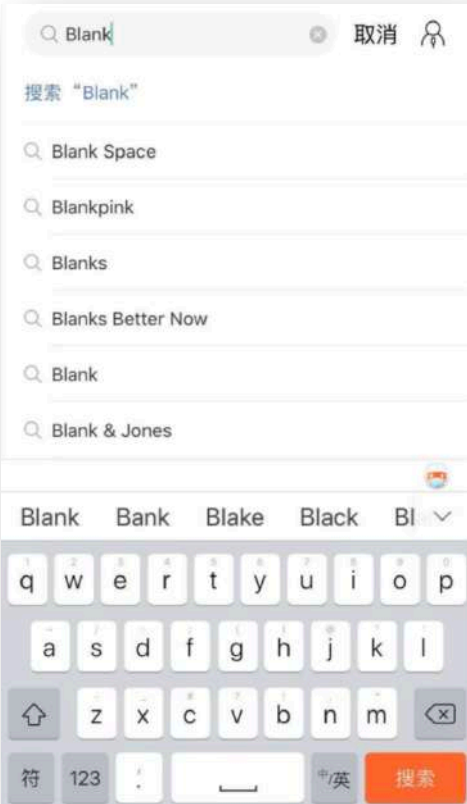 Blank 取消
搜索“Blank”
Blank Space
Blankpink
Blanks
Blanks Better Now
Blank
Blank & Jones
Blank Bank Blake Black Bl
q w e r t y u i o p
a s d f g h j k l
z x c v b n m
符 123 中/英 搜索